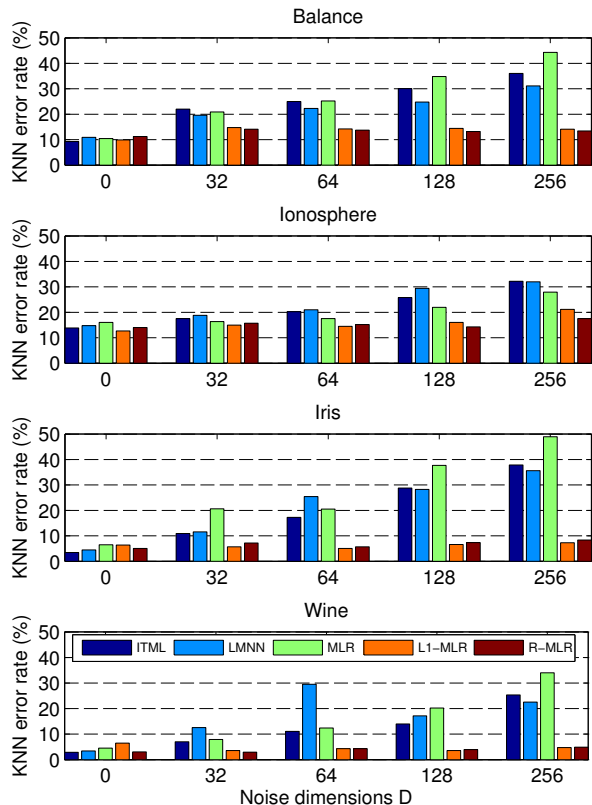 Balance
KNN error rate (%)
50
40
30
20
10
0
0 32 64 128 256
Ionosphere
KNN error rate (%)
50
40
30
20
10
0
0 32 64 128 256
Iris
KNN error rate (%)
50
40
30
20
10
0
0 32 64 128 256
Wine
KNN error rate (%)
50
40
30
20
10
0
ITML LMNN MLR L1−MLR R−MLR
0 32 64 128 256
Noise dimensions D